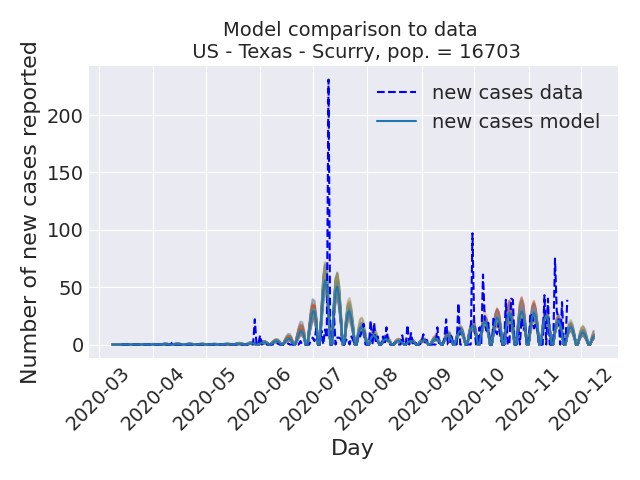 Model comparison to data
US - Texas - Scurry, pop. = 16703
Number of new cases reported
200
150
100
50
0
new cases data
new cases model
2020-03
2020-04
2020-05
2020-06
2020-07
2020-08
2020-09
2020-10
2020-11
2020-12
Day